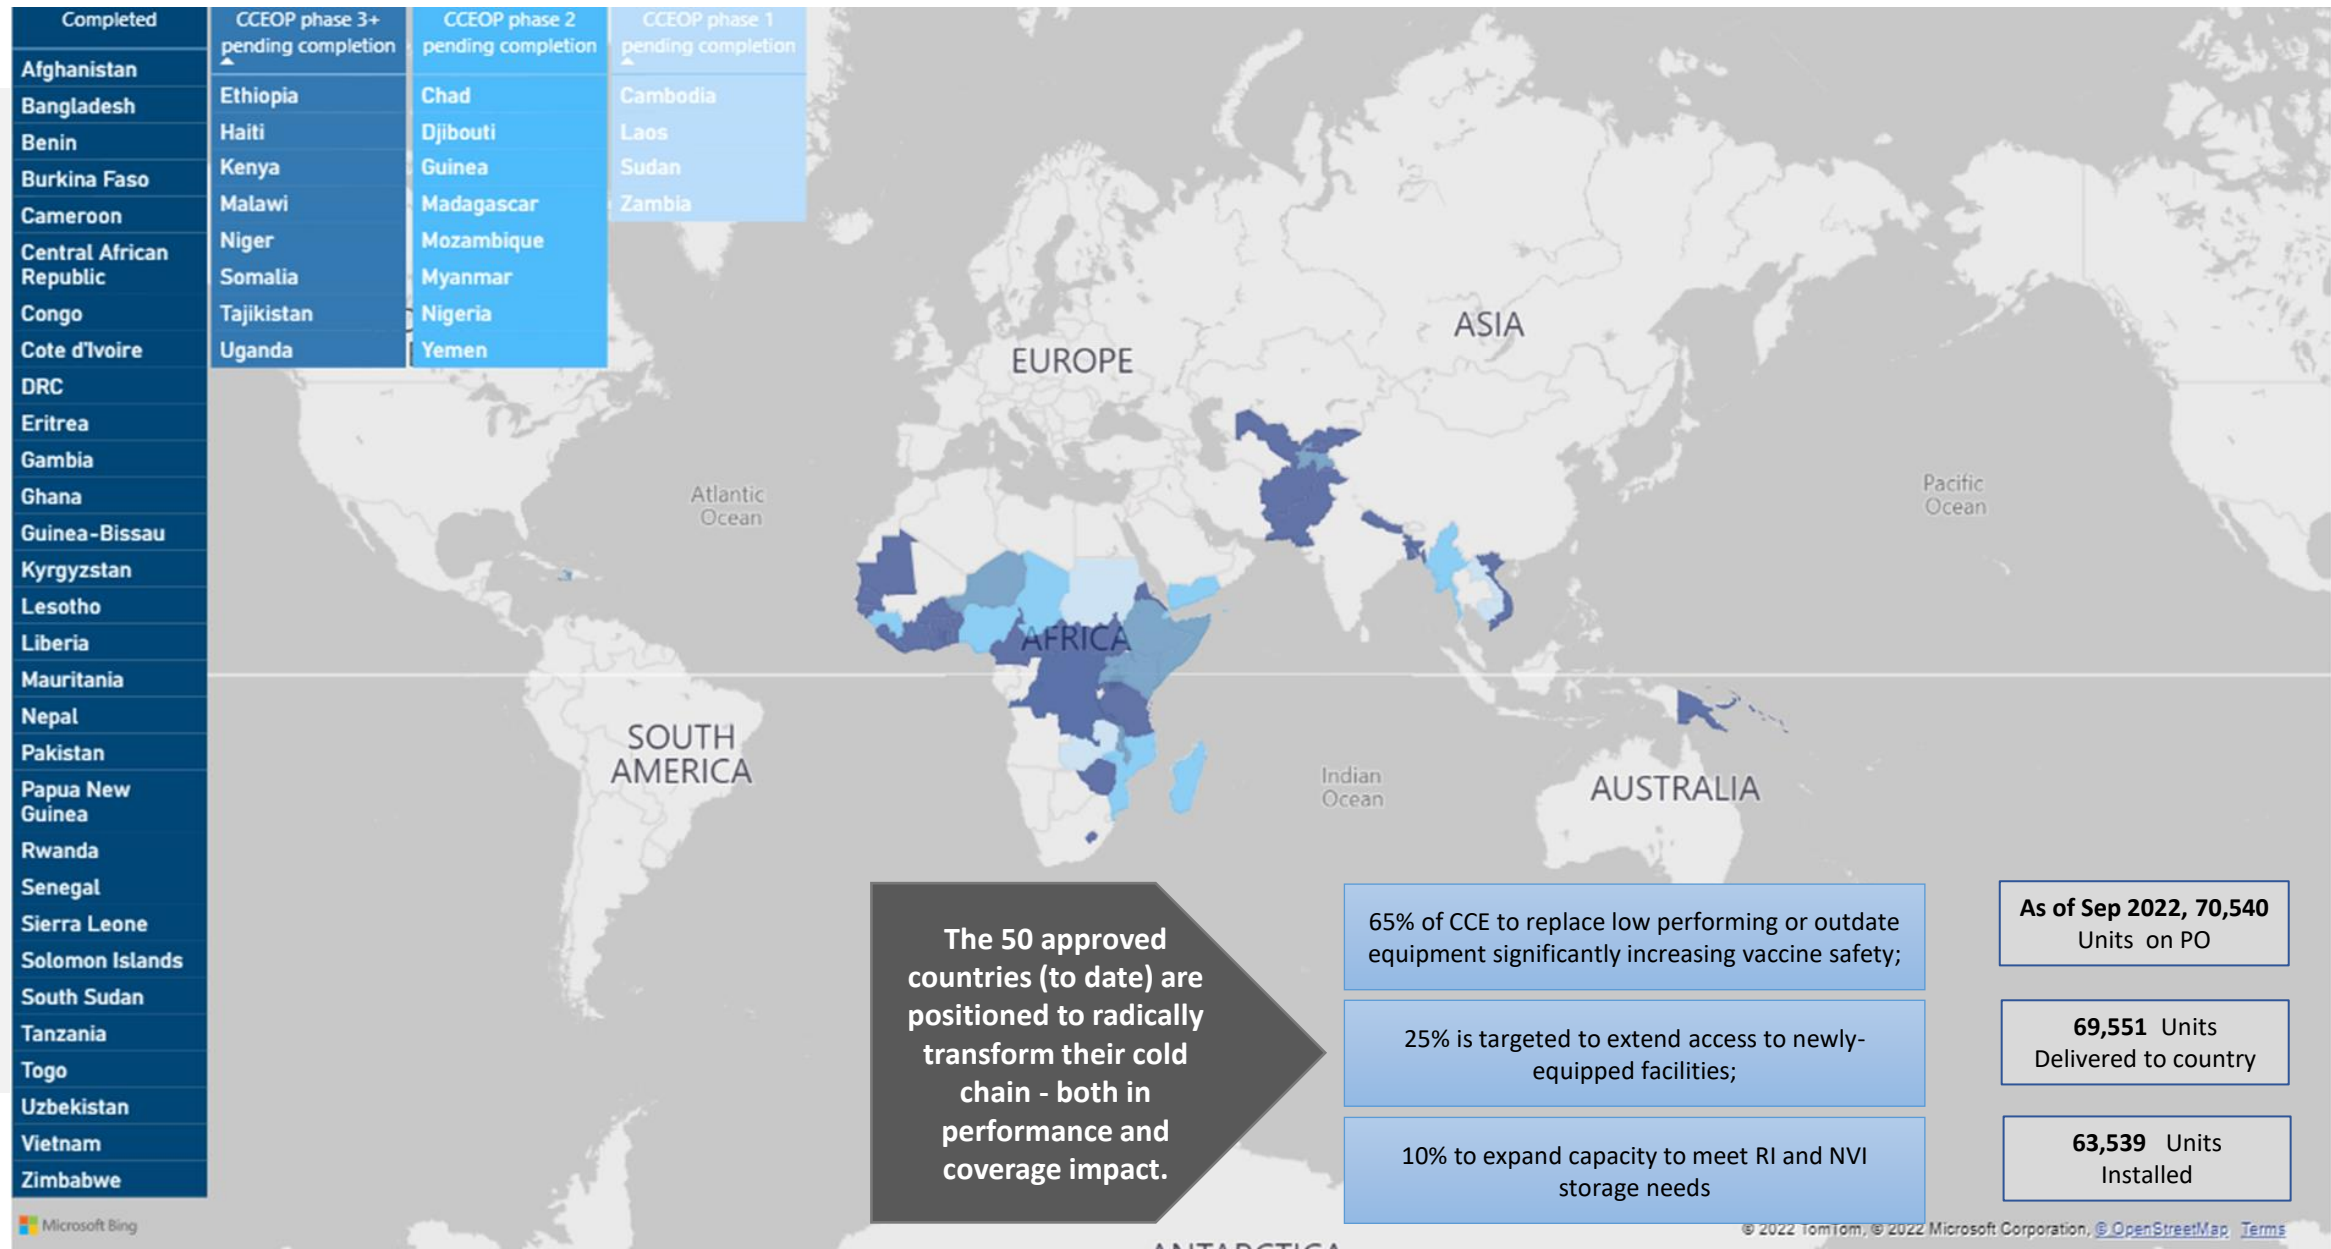 Completed
Afghanistan
Bangladesh
Benin
Burkina Faso
Cameroon
Central African
Republic
Congo
Cote d'Ivoire
DRC
Eritrea
Gambia
Ghana
Guinea-Bissau
Kyrgyzstan
Lesotho
Liberia
Mauritania
Nepal
Pakistan
Papua New
Guinea
Rwanda
Senegal
Sierra Leone
Solomon Islands
South Sudan
Tanzania
Togo
Uzbekistan
Vietnam
Zimbabwe
CCEOP phase 3+
pending completion
Ethiopia
Haiti
Kenya
Malawi
Niger
Somalia
Tajikistan
Uganda
CCEOP phase 2
pending completion
Chad
Djibouti
Guinea
Madagascar
Mozambique
Myanmar
Nigeria
Yemen
CCEOP phase 1
pending completion
Cambodia
Laos
Sudan
Zambia
ASIA
EUROPE
Atlantic
Ocean
Pacific
Ocean
AFRICA
SOUTH
AMERICA
Indian
Ocean
AUSTRALIA
The 50 approved
countries (to date) are
positioned to radically
transform their cold
chain - both in
performance and
coverage impact.
65% of CCE to replace low performing or outdate
equipment significantly increasing vaccine safety;
25% is targeted to extend access to newly-
equipped facilities;
10% to expand capacity to meet RI and NVI
storage needs
As of Sep 2022, 70,540
Units on PO
69,551 Units
Delivered to country
63,539 Units
Installed
Microsoft Bing
© 2022 TomTom, © 2022 Microsoft Corporation, © OpenStreetMap Terms
ANTARCTICA